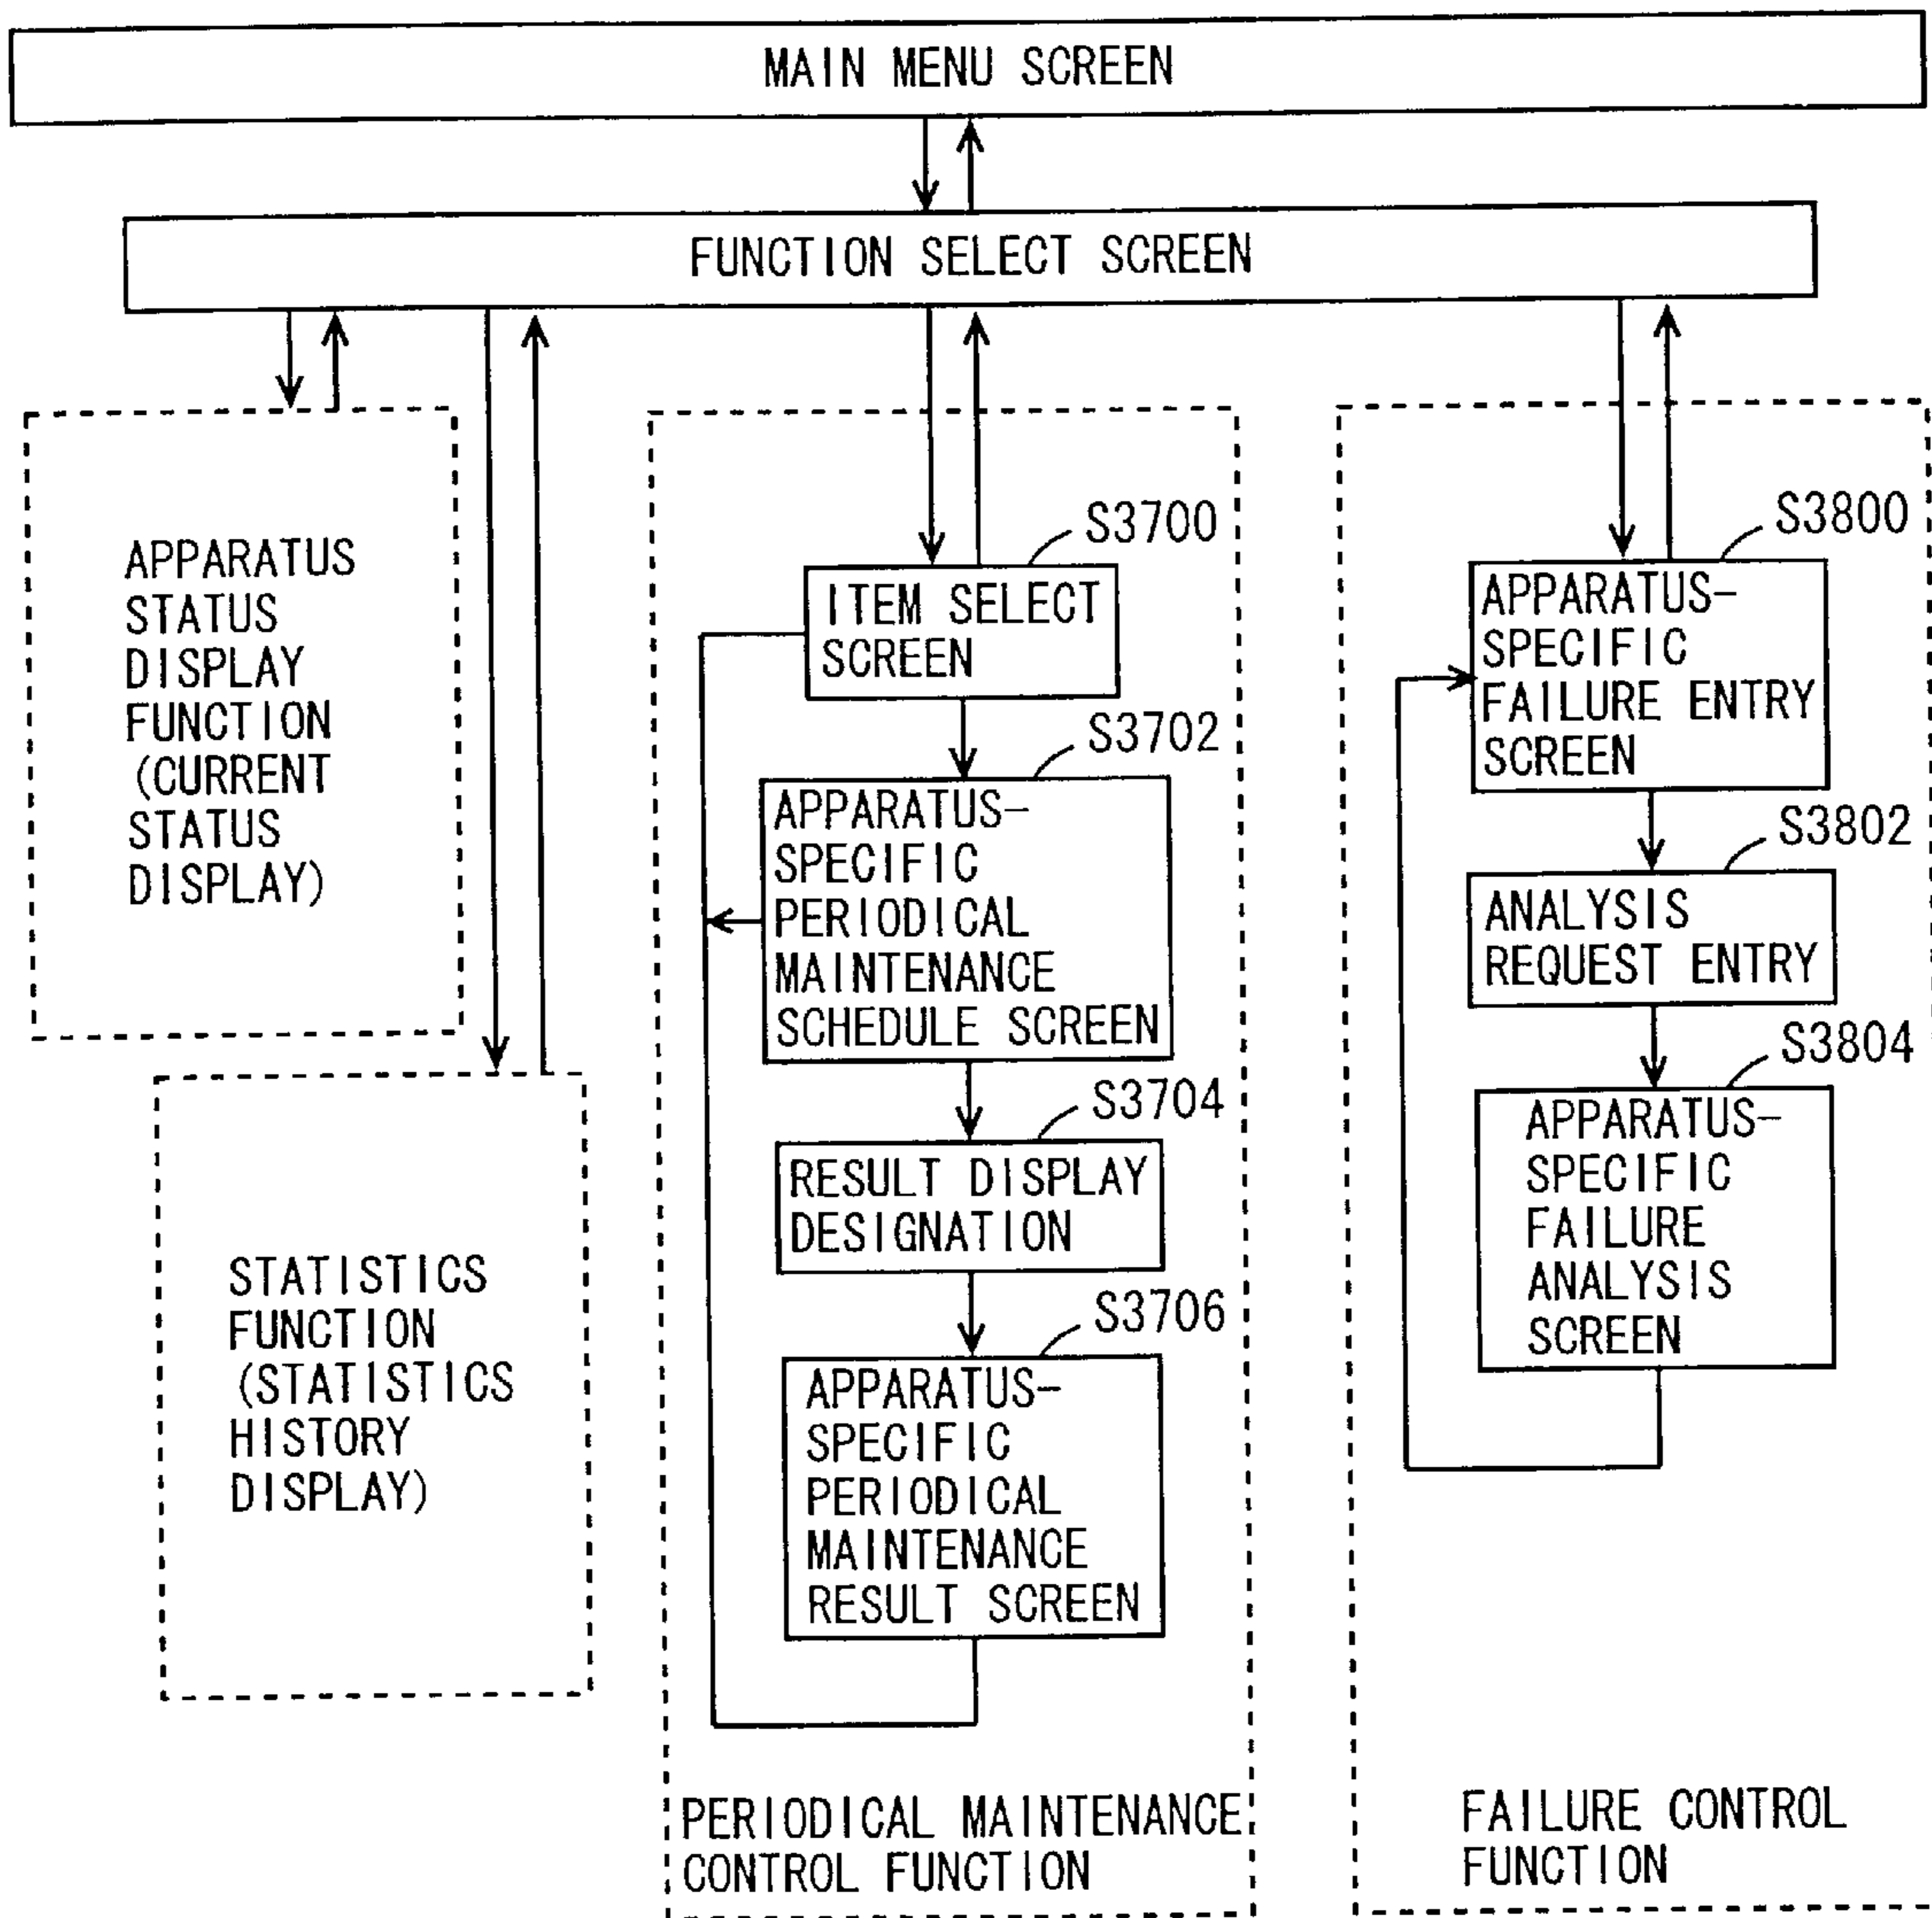 MAIN MENU SCREEN
FUNCTION SELECT SCREEN
APPARATUS
STATUS
DISPLAY
FUNCTION
(CURRENT
STATUS
DISPLAY)
STATISTICS
FUNCTION
(STATISTICS
HISTORY
DISPLAY)
S3700
ITEM SELECT
SCREEN
S3702
APPARATUS-
SPECIFIC
PERIODICAL
MAINTENANCE
SCHEDULE SCREEN
S3704
RESULT DISPLAY
DESIGNATION
S3706
APPARATUS-
SPECIFIC
PERIODICAL
MAINTENANCE
RESULT SCREEN
PERIODICAL MAINTENANCE
CONTROL FUNCTION
S3800
APPARATUS-
SPECIFIC
FAILURE ENTRY
SCREEN
S3802
ANALYSIS
REQUEST ENTRY
S3804
APPARATUS-
SPECIFIC
FAILURE
ANALYSIS
SCREEN
FAILURE CONTROL
FUNCTION